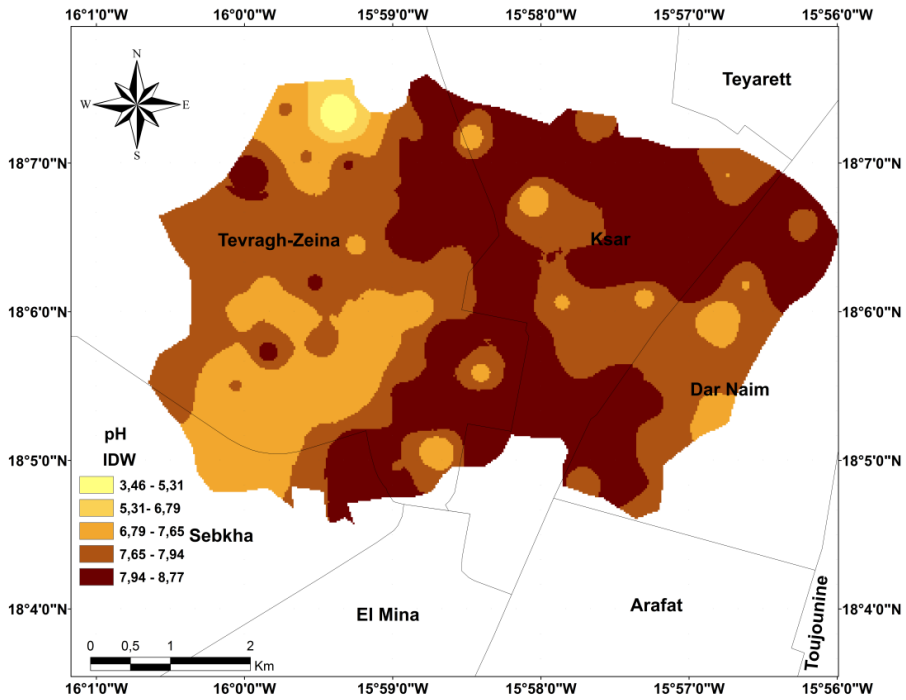 16°1'0"W 16°0'0"W 15°59'0"W 15°58'0"W 15°57'0"W 15°56'0"W
N
W E
S
Teyarett
18°7'0"N 18°7'0"N
Tevragh-Zeina Ksar
18°6'0"N 18°6'0"N
Dar Naim
pH
IDW
18°5'0"N 18°5'0"N
3,46 - 5,31
5,31- 6,79
6,79 - 7,65
7,65 - 7,94
7,94 - 8,77
Sebkha
El Mina
Arafat
Toujounine
18°4'0"N 18°4'0"N
0 0,5 1 2
Km
16°1'0"W 16°0'0"W 15°59'0"W 15°58'0"W 15°57'0"W 15°56'0"W